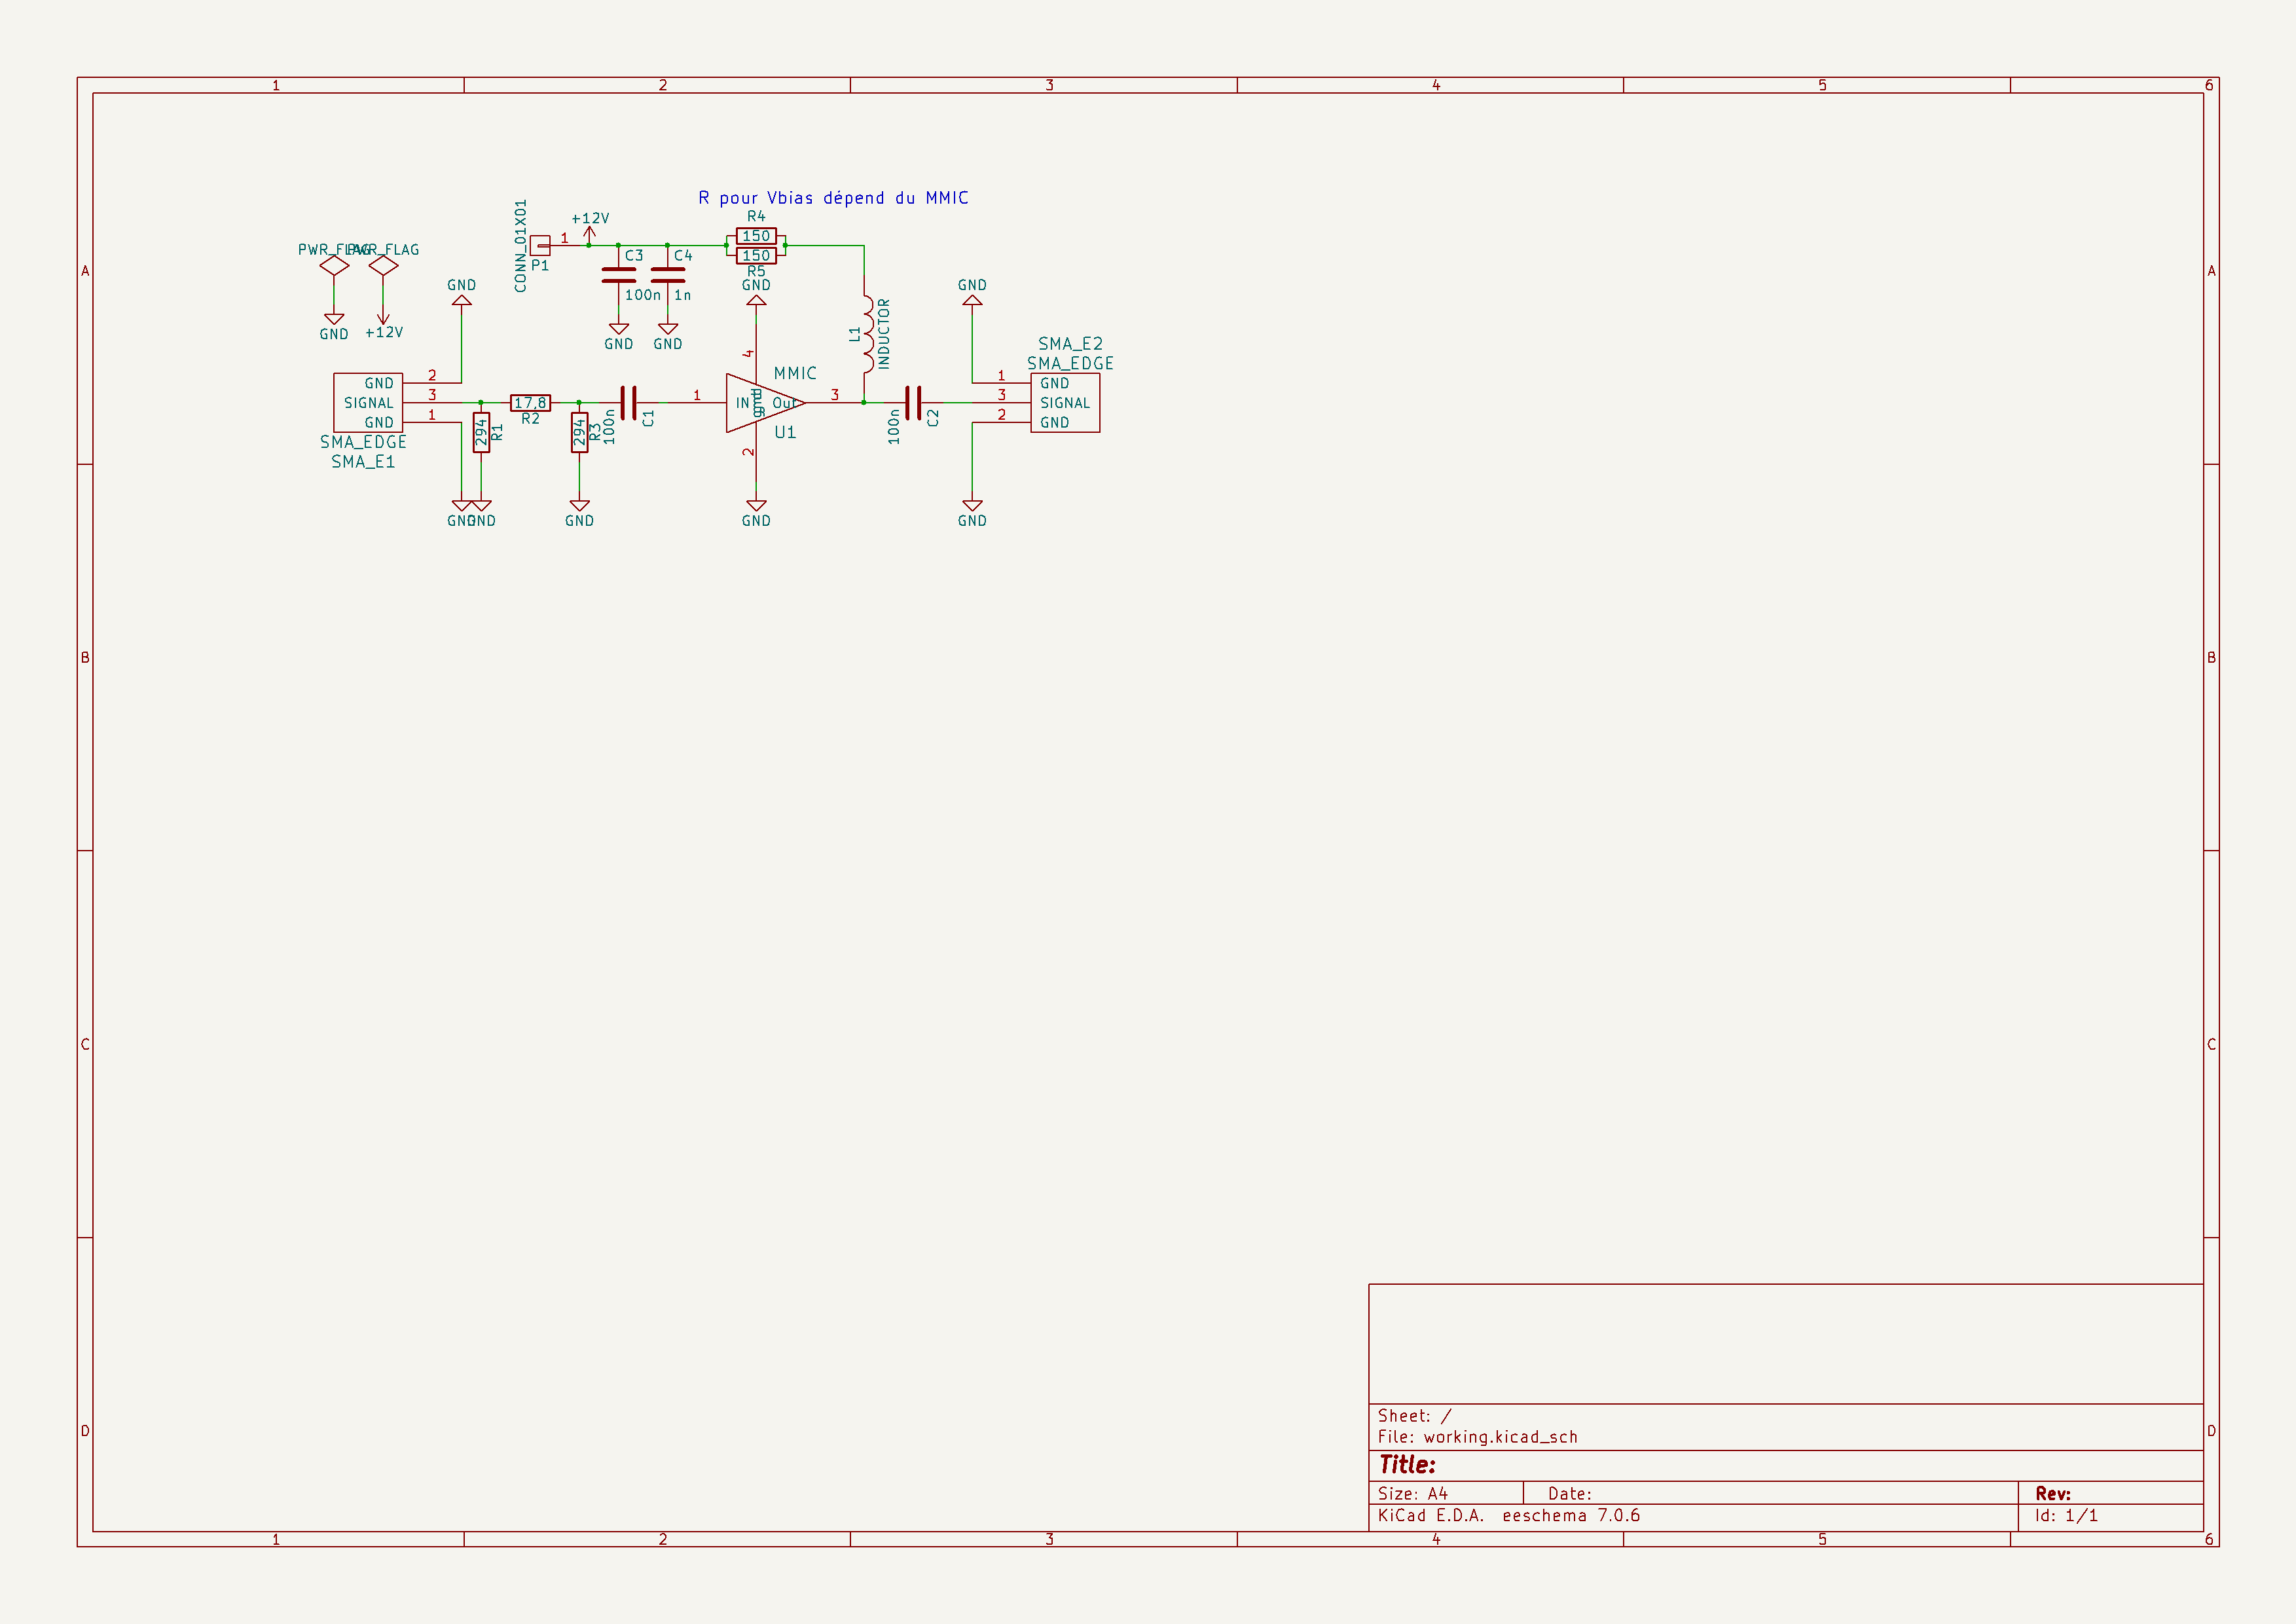 1 2 3 4 5 6
A
B
C
D
A
B
C
D
1 2 3 4 5 6
R pour Vbias dépend du MMIC
CONN_01X01
P1
1
+12V
C3
100n
C4
1n
R4
150
150
R5
GND
GND
GND
PWR_FLAG
PWR_FLAG
GND
+12V
GND
GND 2
SIGNAL 3
GND 1
SMA_EDGE
SMA_E1
GND
GND
294
R1
17,8
R2
294
R3
GND
100n
C1
1
4
MMIC
IN
Out
U1
2
GND
3
L1
INDUCTOR
100n
C2
GND
SMA_E2
SMA_EDGE
1 GND
3 SIGNAL
2 GND
GND
Sheet: /
File: working.kicad_sch
Title:
Size: A4
Date:
Rev:
KiCad E.D.A. eeschema 7.0.6
Id: 1/1